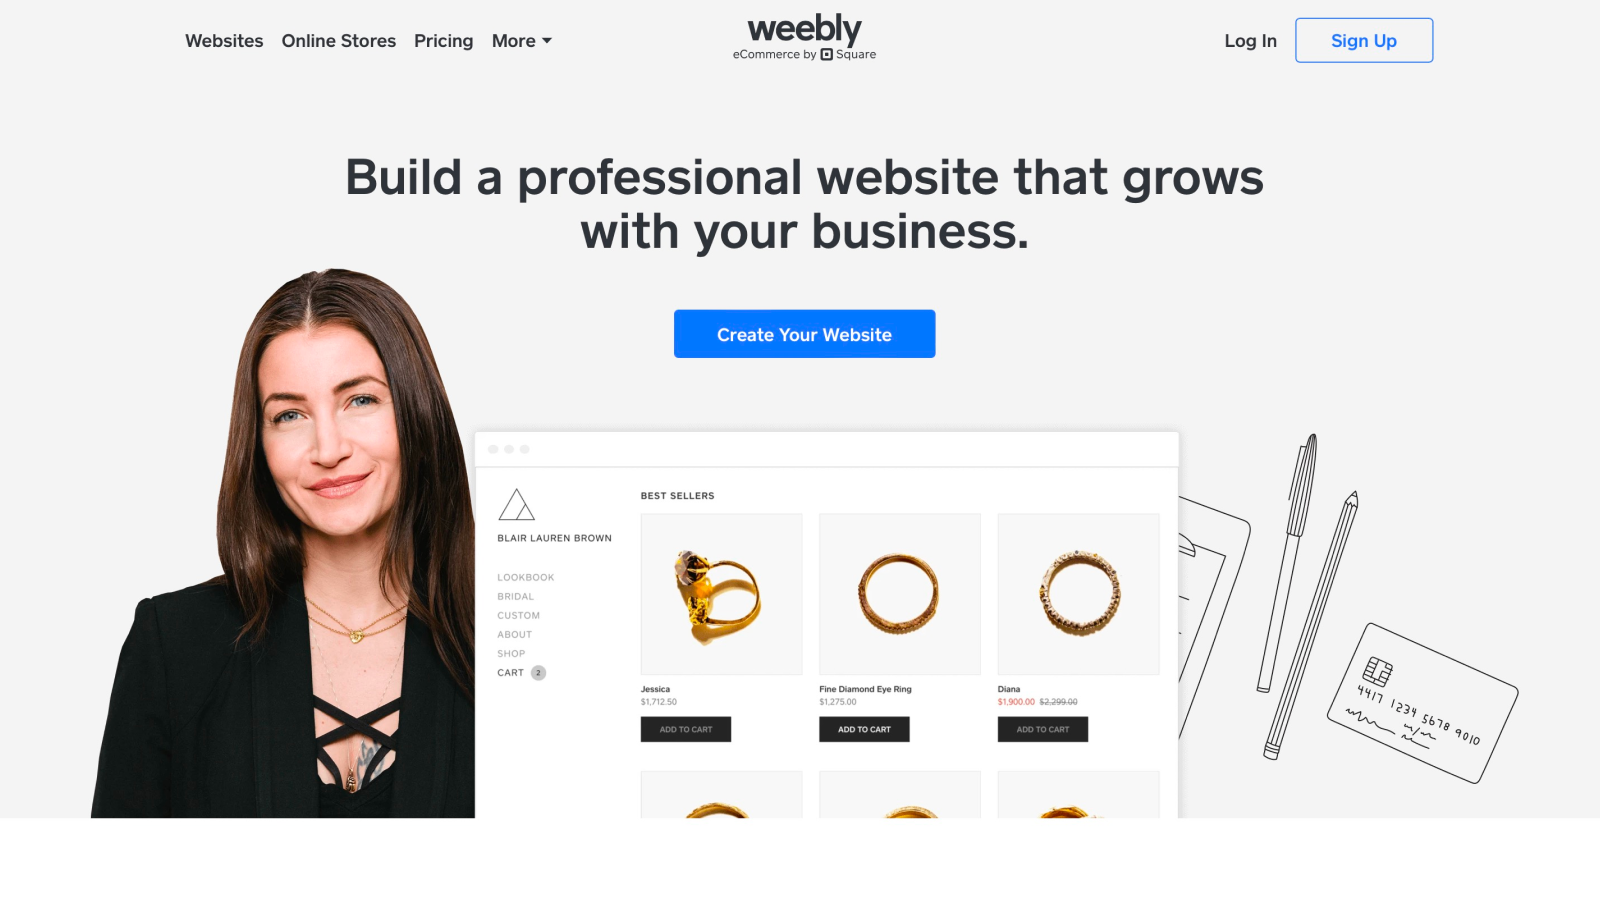 Websites Online Stores Pricing More
weebly
eCommerce by Square
Log In
Sign Up
Build a professional website that grows
with your business.
Create Your Website
BLAIR LAUREN BROWN
LOOKBOOK
BRIDAL
CUSTOM
ABOUT
SHOP
CART 2
BEST SELLERS
Jessica
$1,712.50
ADD TO CART
Fine Diamond Eye Ring
$1,275.00
ADD TO CART
Diana
$1,900.00 $2,299.00
ADD TO CART
4417 1234 5678 9010